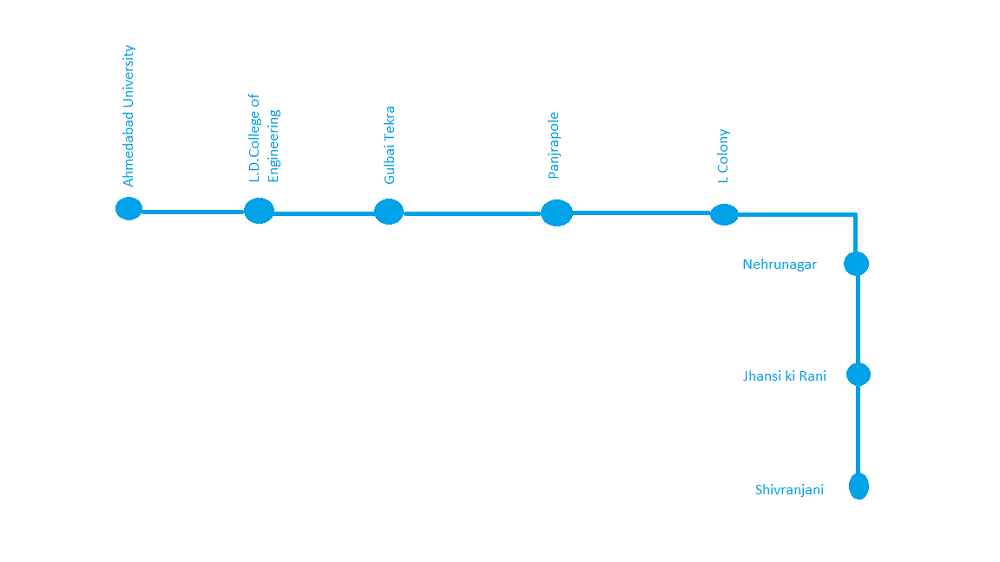 Ahmedabad University
L.D.College of
Engineering
Gulbai Tekra
Panjrapole
L Colony
Nehrunagar
Jhansi ki Rani
Shivranjani